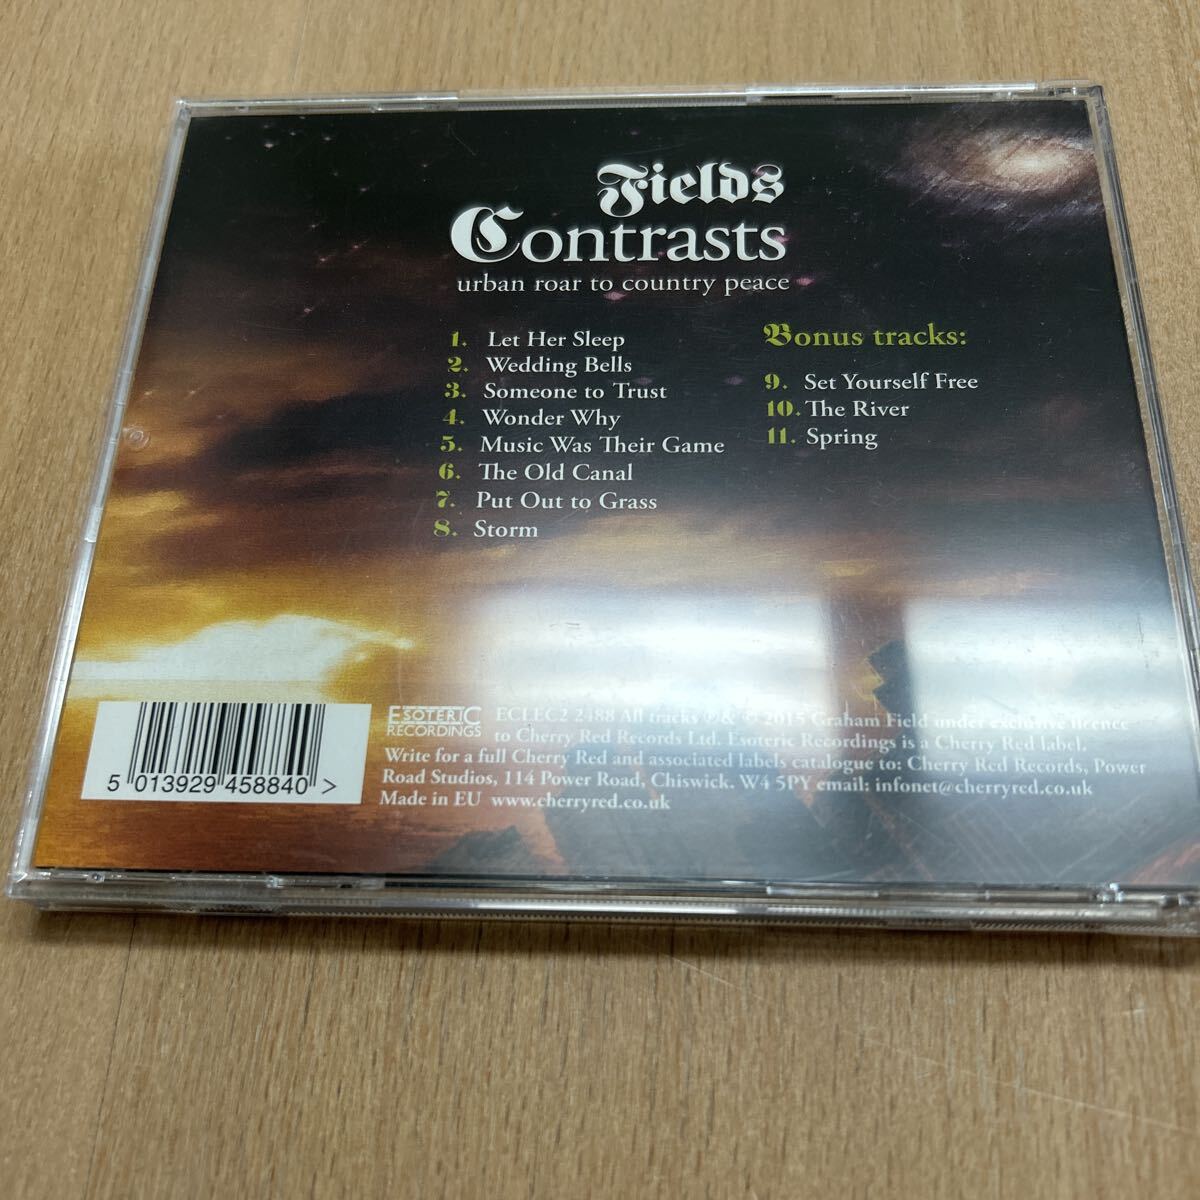 Fields
Contrasts
urban roar to country peace
1. Let Her Sleep
2. Wedding Bells
3. Someone to Trust
4. Wonder Why
5. Music Was Their Game
6. The Old Canal
7. Put Out to Grass
8. Storm
Bonus tracks:
9. Set Yourself Free
10. The River
11. Spring
5 013929 458840 >
ESOTERIC
RECORDINGS
ECLEC2 2488 All tracks ℗& © 2015 Graham Field under exclusive licence
to Cherry Red Records Ltd. Esoteric Recordings is a Cherry Red label.
Write for a full Cherry Red and associated labels catalogue to: Cherry Red Records, Power
Road Studios, 114 Power Road, Chiswick. W4 5PY email: infonet@cherryred.co.uk
Made in EU www.cherryred.co.uk